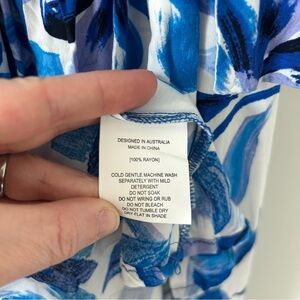 DESIGNED IN AUSTRALIA
MADE IN CHINA
[100% RAYON]
COLD GENTLE MACHINE WASH
SEPARATELY WITH MILD
DETERGENT
DO NOT SOAK
DO NOT WRING OR RUB
DO NOT BLEACH
DO NOT TUMBLE DRY
DRY FLAT IN SHADE